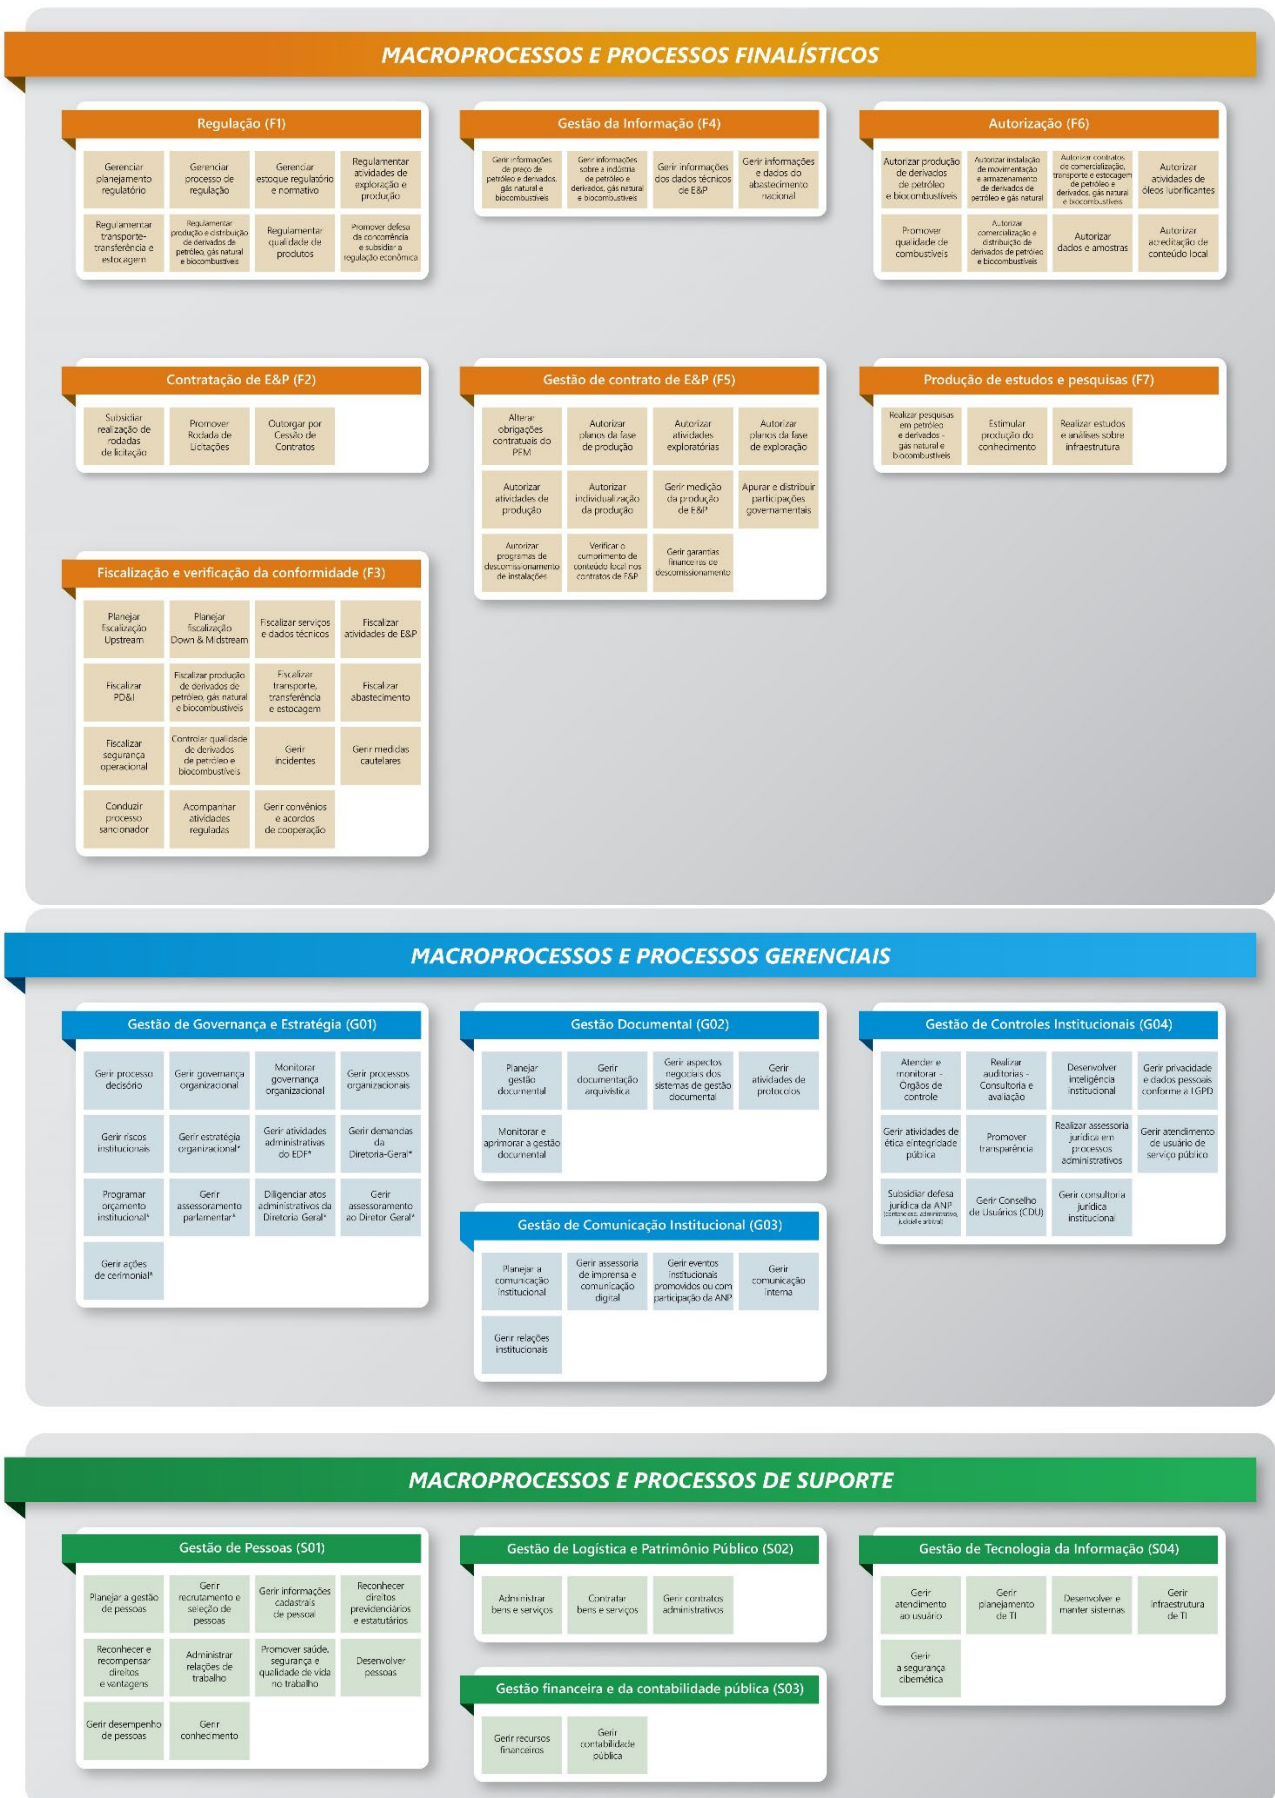 MACROPROCESSOS E PROCESSOS FINALÍSTICOS
Regulação (F1)
Gerenciar
planejamento
regulatório
Gerenciar
processo de
regulação
Gerenciar
estoque regulatório
e normativo
Regulamentar
atividades de
exploração e
produção
Regulamentar
transporte-
transferência e
estocagem
Regulamentar
produção e distribuição
de derivados de
petróleo, gás natural
e biocombustíveis
Regulamentar
qualidade de
produtos
Promover defesa
da concorrência
e subsidiar a
regulação econômica
Gestão da Informação (F4)
Gerir informações
de preço de
petróleo e derivados,
gás natural e
biocombustíveis
Gerir informações
sobre a indústria
de petróleo e
derivados, gás natural
e biocombustíveis
Gerir informações
dos dados técnicos
de E&P
Gerir informações
e dados do
abastecimento
nacional
Autorização (F6)
Autorizar produção
de derivados
de petróleo
e biocombustíveis
Autorizar instalação
de movimentação
e armazenamento
de derivados de
petróleo e gás natural
Autorizar contratos
de comercialização,
transporte e estocagem
de petróleo e
derivados, gás natural
e biocombustíveis
Autorizar
atividades de
óleos lubrificantes
Promover
qualidade de
combustíveis
Autorizar
comercialização e
distribuição de
derivados de petróleo
e biocombustíveis
Autorizar
dados e amostras
Autorizar
acreditação de
conteúdo local
Contratação de E&P (F2)
Subsidiar
realização de
rodadas
de licitação
Promover
Rodada de
Licitações
Outorgar por
Cessão de
Contratos
Gestão de contrato de E&P (F5)
Alterar
obrigações
contratuais do
PEM
Autorizar
planos da fase
de produção
Autorizar
atividades
exploratórias
Autorizar
planos da fase
de exploração
Autorizar
atividades de
produção
Autorizar
individualização
da produção
Gerir medição
da produção
de E&P
Apurar e distribuir
participações
governamentais
Autorizar
programas de
descomissionamento
de instalações
Verificar o
cumprimento de
conteúdo local nos
contratos de E&P
Gerir garantias
financeiras de
descomissionamento
Produção de estudos e pesquisas (F7)
Realizar pesquisas
em petróleo
e derivados -
gás natural e
biocombustíveis
Estimular
produção do
conhecimento
Realizar estudos
e análises sobre
infraestrutura
Fiscalização e verificação da conformidade (F3)
Planejar
fiscalização
Upstream
Planejar
fiscalização
Down & Midstream
Fiscalizar serviços
e dados técnicos
Fiscalizar
atividades de E&P
Fiscalizar
PD&I
Fiscalizar produção
de derivados de
petróleo, gás natural
e biocombustíveis
Fiscalizar
transporte,
transferência
e estocagem
Fiscalizar
abastecimento
Fiscalizar
segurança
operacional
Controlar qualidade
de derivados
de petróleo e
biocombustíveis
Gerir
incidentes
Gerir medidas
cautelares
Conduzir
processo
sancionador
Acompanhar
atividades
reguladas
Gerir convênios
e acordos
de cooperação
MACROPROCESSOS E PROCESSOS GERENCIAIS
Gestão de Governança e Estratégia (G01)
Gerir processo
decisório
Gerir governança
organizacional
Monitorar
governança
organizacional
Gerir processos
organizacionais
Gerir riscos
institucionais
Gerir estratégia
organizacional*
Gerir atividades
administrativas
do EDF*
Gerir demandas
da
Diretoria-Geral*
Programar
orçamento
institucional*
Gerir
assessoramento
parlamentar*
Diligenciar atos
administrativos da
Diretoria Geral*
Gerir
assessoramento
ao Diretor Geral*
Gerir ações
de cerimonial*
Gestão Documental (G02)
Planejar
gestão
documental
Gerir
documentação
arquivística
Gerir aspectos
negociais dos
sistemas de gestão
documental
Gerir
atividades de
protocolos
Monitorar e
aprimorar a gestão
documental
Gestão de Comunicação Institucional (G03)
Planejar a
comunicação
institucional
Gerir assessoria
de imprensa e
comunicação
digital
Gerir eventos
institucionais
promovidos ou com
participação da ANP
Gerir
comunicação
interna
Gerir relações
institucionais
Gestão de Controles Institucionais (G04)
Atender e
monitorar -
Órgãos de
controle
Realizar
auditorias -
Consultoria e
avaliação
Desenvolver
inteligência
institucional
Gerir privacidade
e dados pessoais
conforme a LGPD
Gerir atividades de
ética eintegridade
pública
Promover
transparência
Realizar assessoria
jurídica em
processos
administrativos
Gerir atendimento
de usuário de
serviço público
Subsidiar defesa
jurídica da ANP
(contencioso, administrativo,
judicial e arbitral)
Gerir Conselho
de Usuários (CDU)
Gerir consultoria
jurídica
institucional
MACROPROCESSOS E PROCESSOS DE SUPORTE
Gestão de Pessoas (S01)
Planejar a gestão
de pessoas
Gerir
recrutamento e
seleção de
pessoas
Gerir informações
cadastrais
de pessoal
Reconhecer
direitos
previdenciários
e estatutários
Reconhecer e
recompensar
direitos
e vantagens
Administrar
relações de
trabalho
Promover saúde,
segurança e
qualidade de vida
no trabalho
Desenvolver
pessoas
Gerir desempenho
de pessoas
Gerir
conhecimento
Gestão de Logística e Patrimônio Público (S02)
Administrar
bens e serviços
Contratar
bens e serviços
Gerir contratos
administrativos
Gestão financeira e da contabilidade pública (S03)
Gerir recursos
financeiros
Gerir
contabilidade
pública
Gestão de Tecnologia da Informação (S04)
Gerir
atendimento
ao usuário
Gerir
planejamento
de TI
Desenvolver e
manter sistemas
Gerir
infraestrutura
de TI
Gerir
a segurança
cibernética